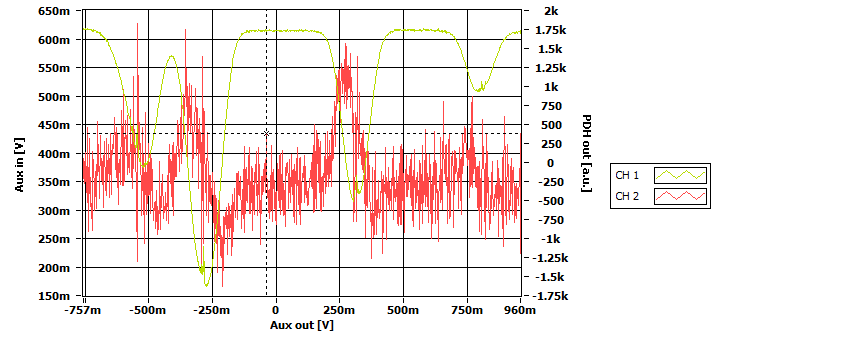 650m
600m
550m
500m
450m
400m
350m
300m
250m
200m
150m
Aux in [V]
-757m
-500m
-250m
0
250m
500m
750m
960m
Aux out [V]
2k
1.75k
1.5k
1.25k
1k
750
500
250
0
-250
-500
-750
-1k
-1.25k
-1.5k
-1.75k
PDH out [a.u.]
CH 1
CH 2